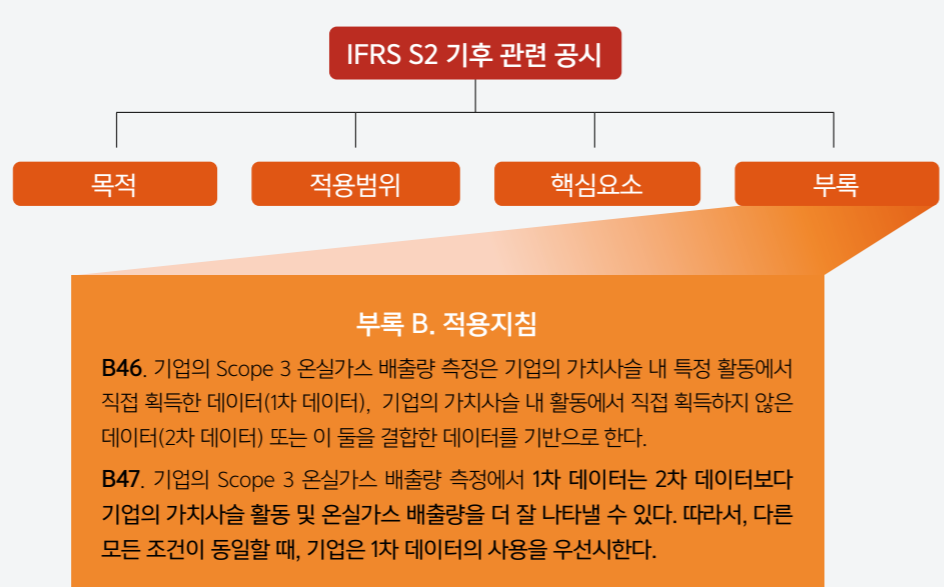 IFRS S2 기후 관련 공시
목적
적용범위
핵심요소
부록
부록 B. 적용지침
B46. 기업의 Scope 3 온실가스 배출량 측정은 기업의 가치사슬 내 특정 활동에서
직접 획득한 데이터(1차 데이터), 기업의 가치사슬 내 활동에서 직접 획득하지 않은
데이터(2차 데이터) 또는 이 둘을 결합한 데이터를 기반으로 한다.
B47. 기업의 Scope 3 온실가스 배출량 측정에서 1차 데이터는 2차 데이터보다
기업의 가치사슬 활동 및 온실가스 배출량을 더 잘 나타낼 수 있다. 따라서, 다른
모든 조건이 동일할 때, 기업은 1차 데이터의 사용을 우선시한다.